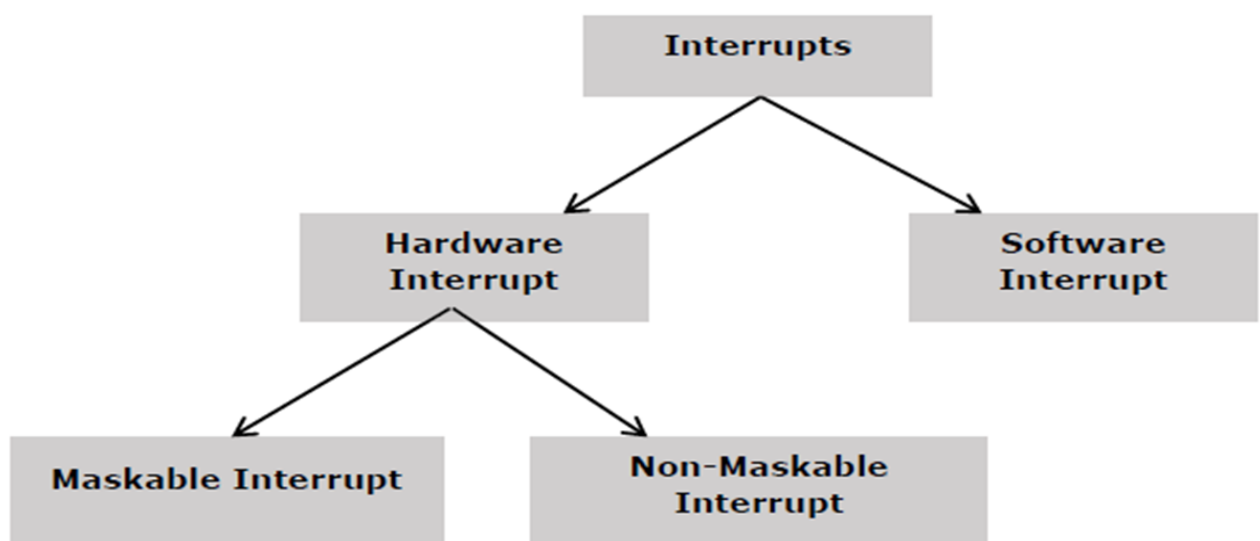 Interrupts
Hardware
Interrupt
Software
Interrupt
Maskable Interrupt
Non-Maskable
Interrupt